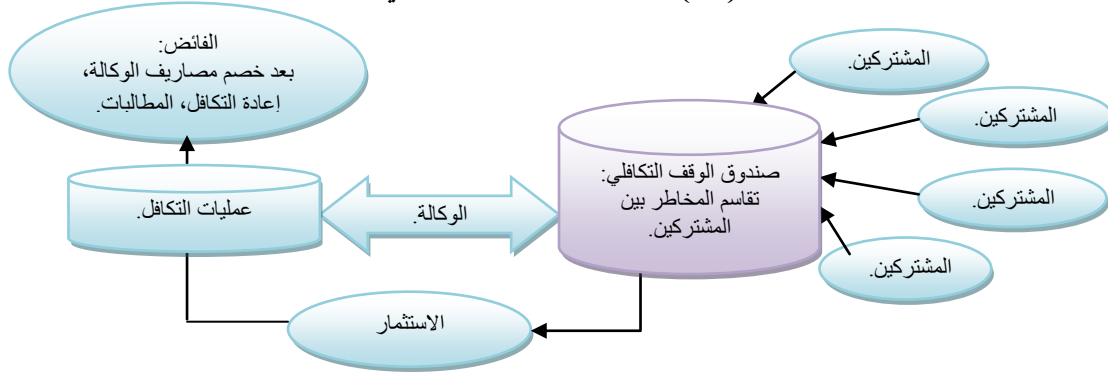 الفائض:
بعد خصم مصاريف الوكالة،
إعادة التكافل، المطالبات.
المشتركين.
المشتركين.
المشتركين.
المشتركين.
صندوق الوقف التكافلي:
تقاسم المخاطر بين
المشتركين.
الوكالة.
عمليات التكافل.
الاستثمار